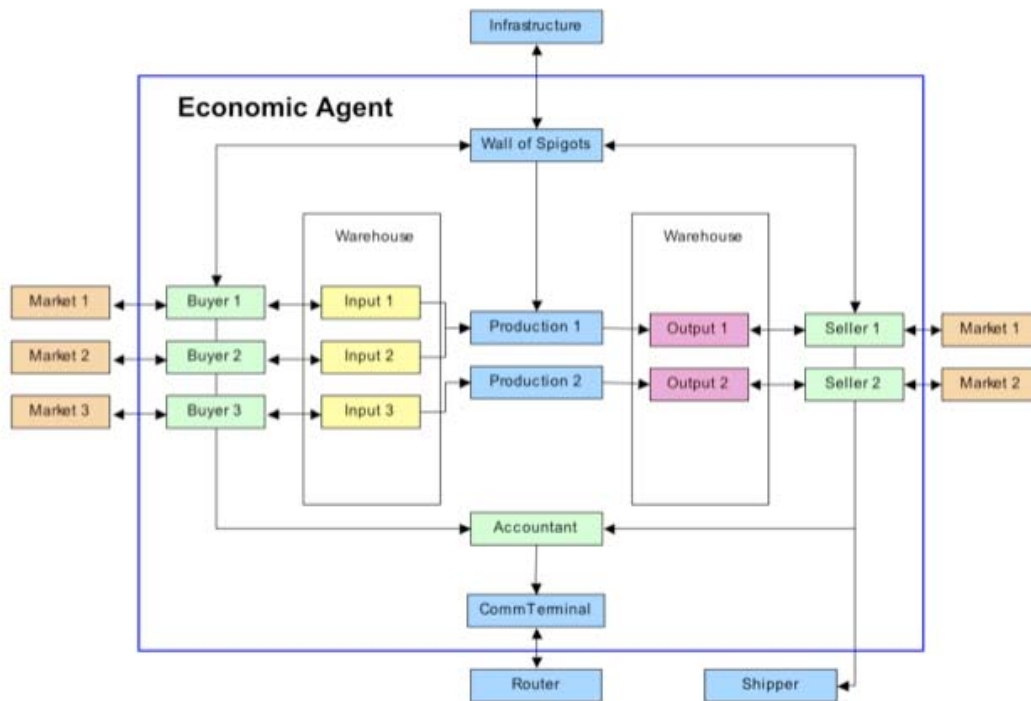 Infrastructure
Economic Agent
Wall of Spigots
Warehouse
Warehouse
Market 1
Buyer 1
Input 1
Production 1
Output 1
Seller 1
Market 1
Market 2
Buyer 2
Input 2
Production 2
Output 2
Seller 2
Market 2
Market 3
Buyer 3
Input 3
Accountant
CommTerminal
Router
Shipper